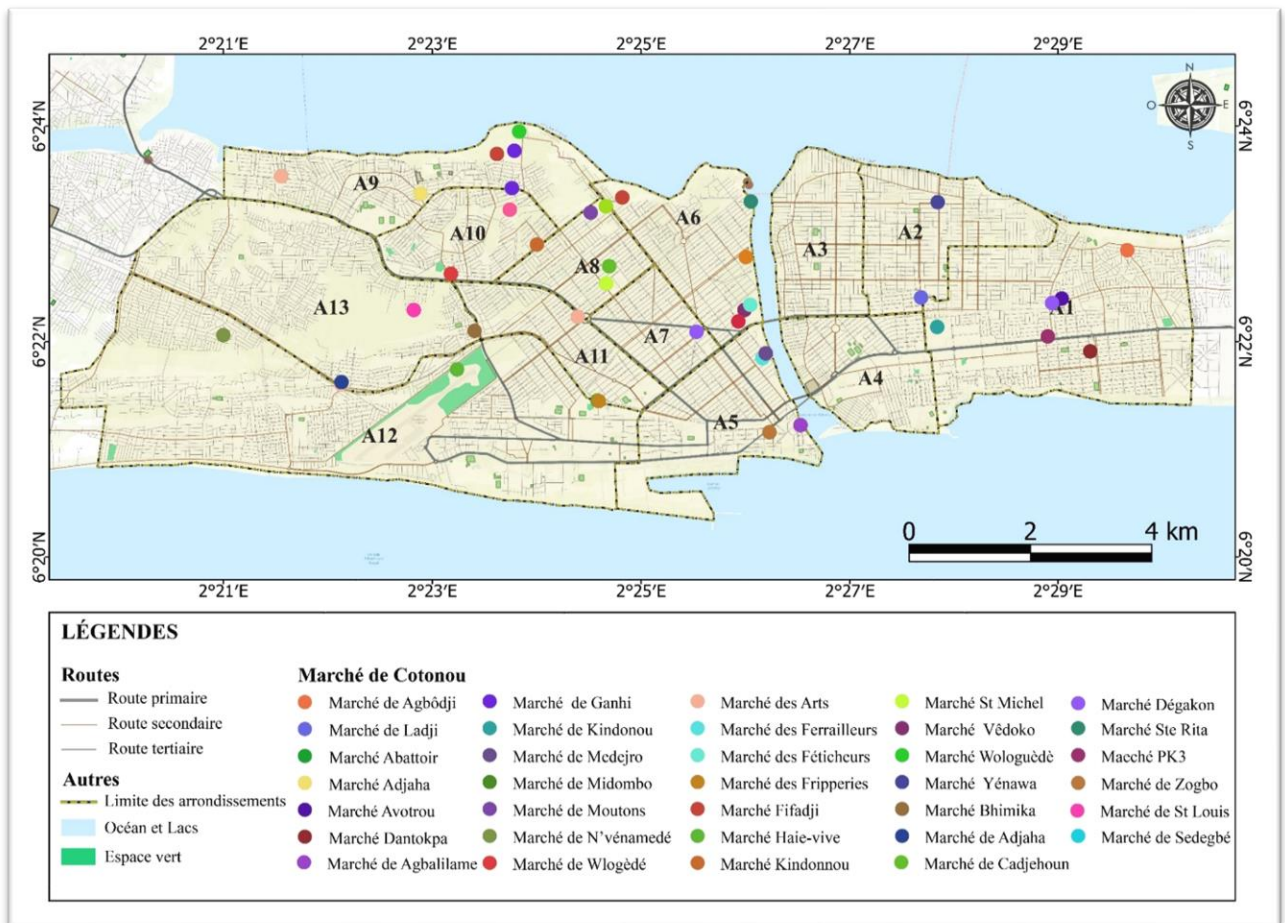 2°21′E 2°23′E 2°25′E 2°27′E 2°29′E
N
O E
S
6°24′N 6°24′N
A9
A6
A10
A3 A2
A8
A13
A1
6°22′N 6°22′N
A7
A11
A4
A5
A12
0 2 4 km
6°20′N 6°20′N
2°21′E 2°23′E 2°25′E 2°27′E 2°29′E
LÉGENDES
Routes
Route primaire
Route secondaire
Route tertiaire
Autres
Limite des arrondissements
Océan et Lacs
Espace vert
Marché de Cotonou
Marché de Agbôdji
Marché de Ladji
Marché Abattoir
Marché Adjaha
Marché Avotrou
Marché Dantokpa
Marché de Agbalilame
Marché de Ganhi
Marché de Kindonou
Marché de Medejro
Marché de Midombo
Marché de Moutons
Marché de N’vénamedé
Marché de Wlogèdé
Marché des Arts
Marché des Ferrailleurs
Marché des Féticheurs
Marché des Fripperies
Marché Fifadji
Marché Haie-vive
Marché Kindonnou
Marché St Michel
Marché Vêdoko
Marché Wologuèdè
Marché Yénawa
Marché Bhimika
Marché de Adjaha
Marché de Cadjehoun
Marché Dégakon
Marché Ste Rita
Macché PK3
Marché de Zogbo
Marché de St Louis
Marché de Sedegbé